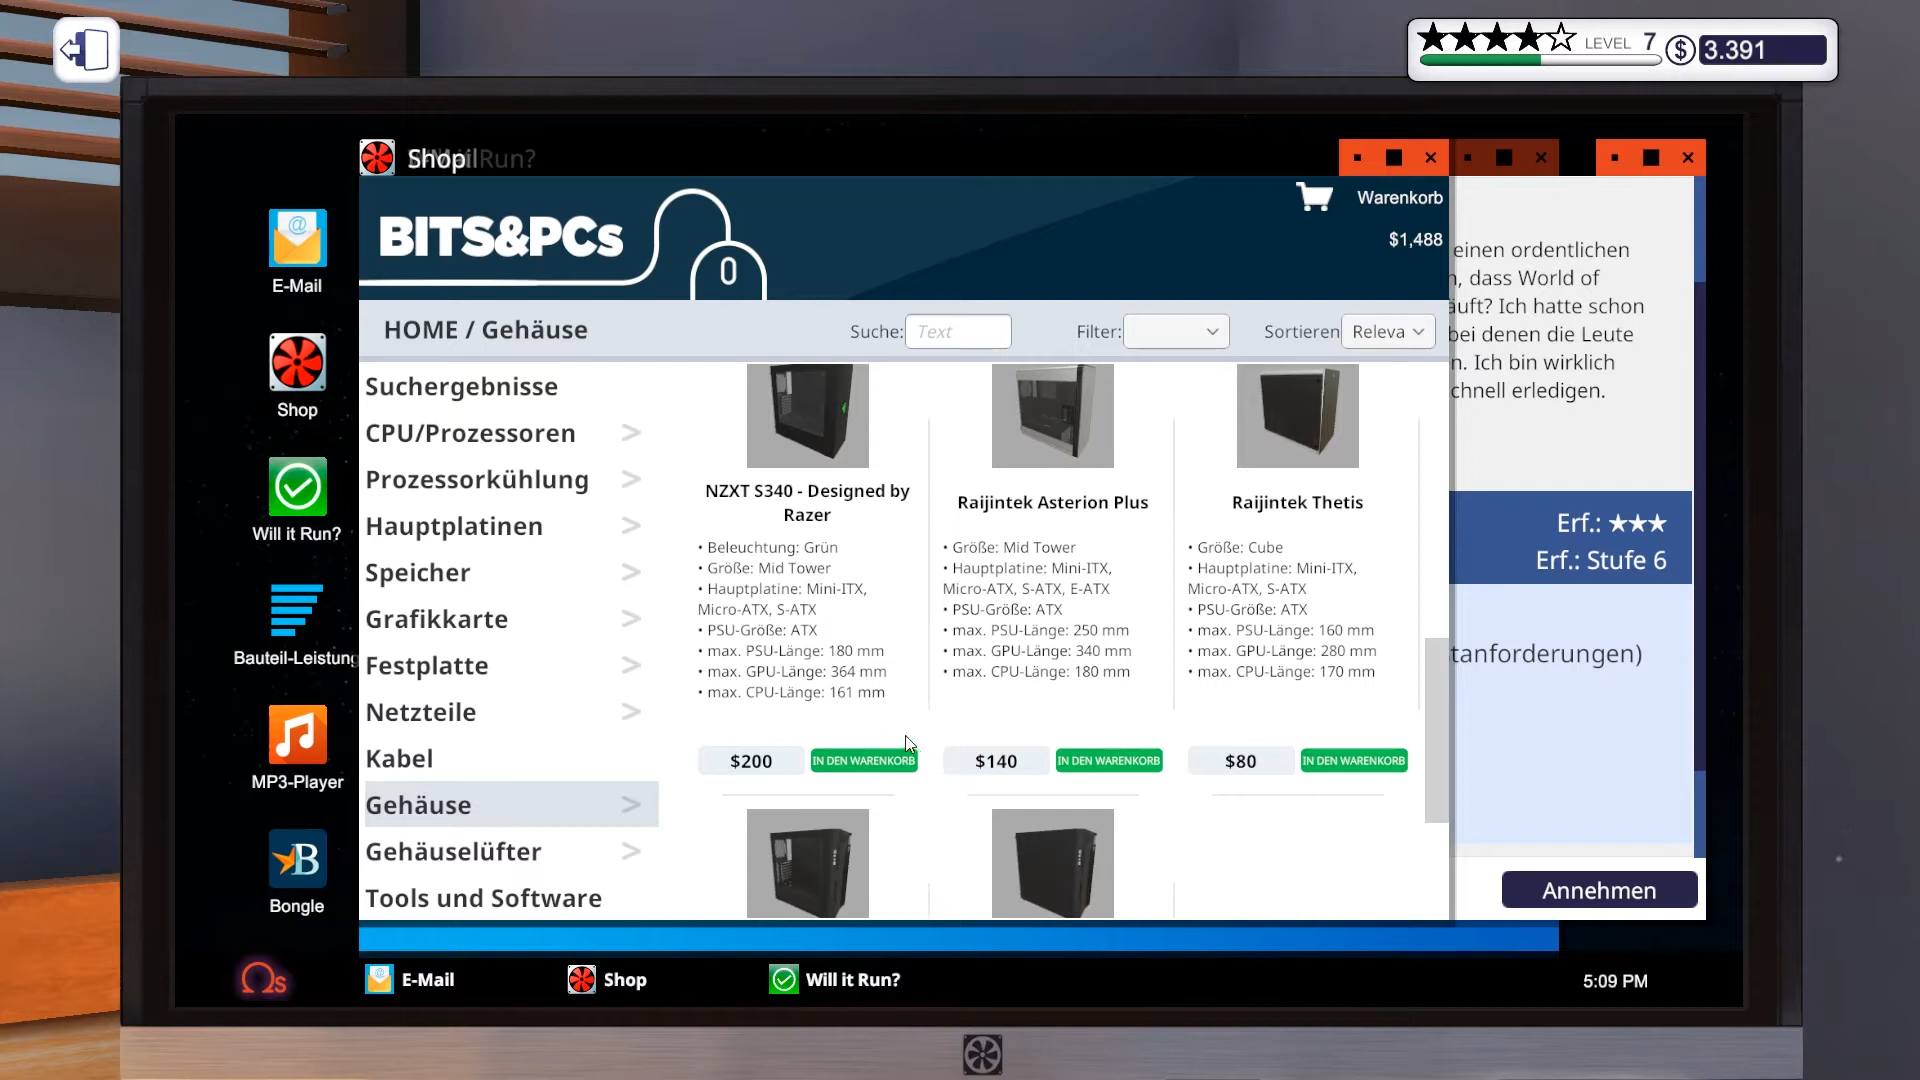 LEVEL 7
3.391
Shop
Run?
BITS&PCs
Warenkorb
$1,488
HOME / Gehäuse
Suche:
Text
Filter:
Sortieren
Releva
Suchergebnisse
CPU/Prozessoren >
Prozessorkühlung >
Hauptplatinen >
Speicher >
Grafikkarte >
Festplatte >
Netzteile >
Kabel
Gehäuse >
Gehäuselüfter >
Tools und Software
NZXT S340 - Designed by
Razer
• Beleuchtung: Grün
• Größe: Mid Tower
• Hauptplatine: Mini-ITX,
Micro-ATX, S-ATX
• PSU-Größe: ATX
• max. PSU-Länge: 180 mm
• max. GPU-Länge: 364 mm
• max. CPU-Länge: 161 mm
$200
IN DEN WARENKORB
Raijintek Asterion Plus
• Größe: Mid Tower
• Hauptplatine: Mini-ITX,
Micro-ATX, S-ATX, E-ATX
• PSU-Größe: ATX
• max. PSU-Länge: 250 mm
• max. GPU-Länge: 340 mm
• max. CPU-Länge: 180 mm
$140
IN DEN WARENKORB
Raijintek Thetis
• Größe: Cube
• Hauptplatine: Mini-ITX,
Micro-ATX, S-ATX
• PSU-Größe: ATX
• max. PSU-Länge: 160 mm
• max. GPU-Länge: 280 mm
• max. CPU-Länge: 170 mm
$80
IN DEN WARENKORB
einen ordentlichen
, dass World of
äuft? Ich hatte schon
bei denen die Leute
n. Ich bin wirklich
chnell erledigen.
Erf.: ★★★
Erf.: Stufe 6
tanforderungen)
Annehmen
E-Mail
Shop
Will it Run?
Bauteil-Leistung
MP3-Player
Bongle
Ωs
E-Mail
Shop
Will it Run?
5:09 PM